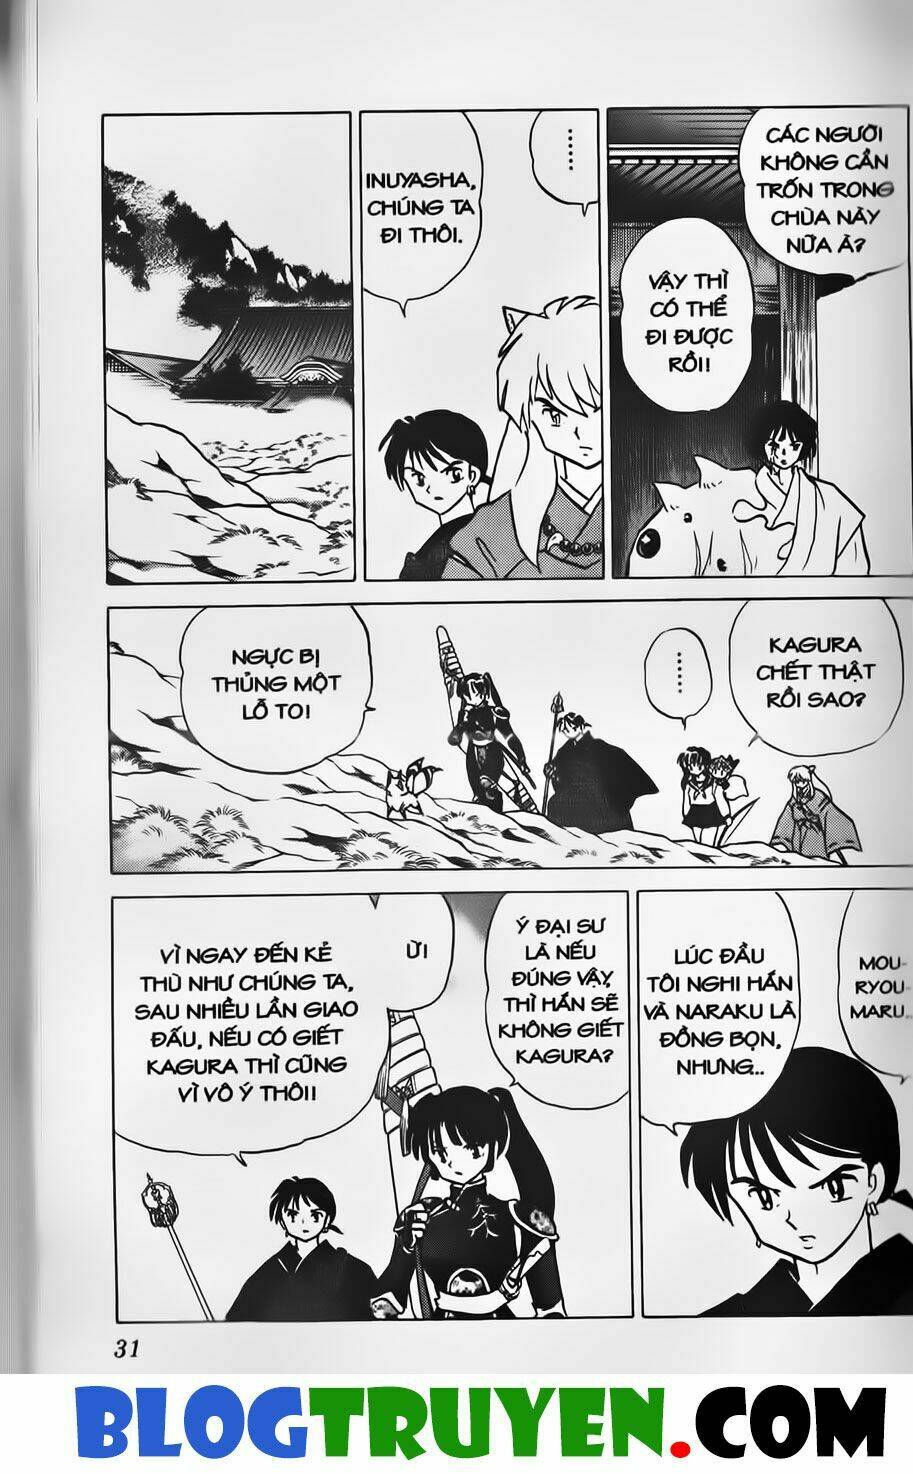 CÁC NGƯỜI
KHÔNG CẦN
TRỐN TRONG
CHÙA NÀY
NỮA À?
VẬY THÌ
CÓ THỂ
ĐI ĐƯỢC
RỒI!
........
INUYASHA,
CHÚNG TA
ĐI THÔI.
KAGURA
CHẾT THẬT
RỒI SAO?
........
NGỰC BỊ
THỦNG MỘT
LỖ TO!
MOU-
RYOU-
MARU...
LÚC ĐẦU
TÔI NGHI HẮN
VÀ NARAKU LÀ
ĐỒNG BỌN,
NHƯNG...
Ý ĐẠI SƯ
LÀ NẾU
ĐÚNG VẬY,
THÌ HẮN SẼ
KHÔNG GIẾT
KAGURA?
ỪI
VÌ NGAY ĐẾN KẺ
THÙ NHƯ CHÚNG TA,
SAU NHIỀU LẦN GIAO
ĐẤU, NẾU CÓ GIẾT
KAGURA THÌ CŨNG
VÌ VÔ Ý THÔI!
31
BLOGTRUYEN.COM